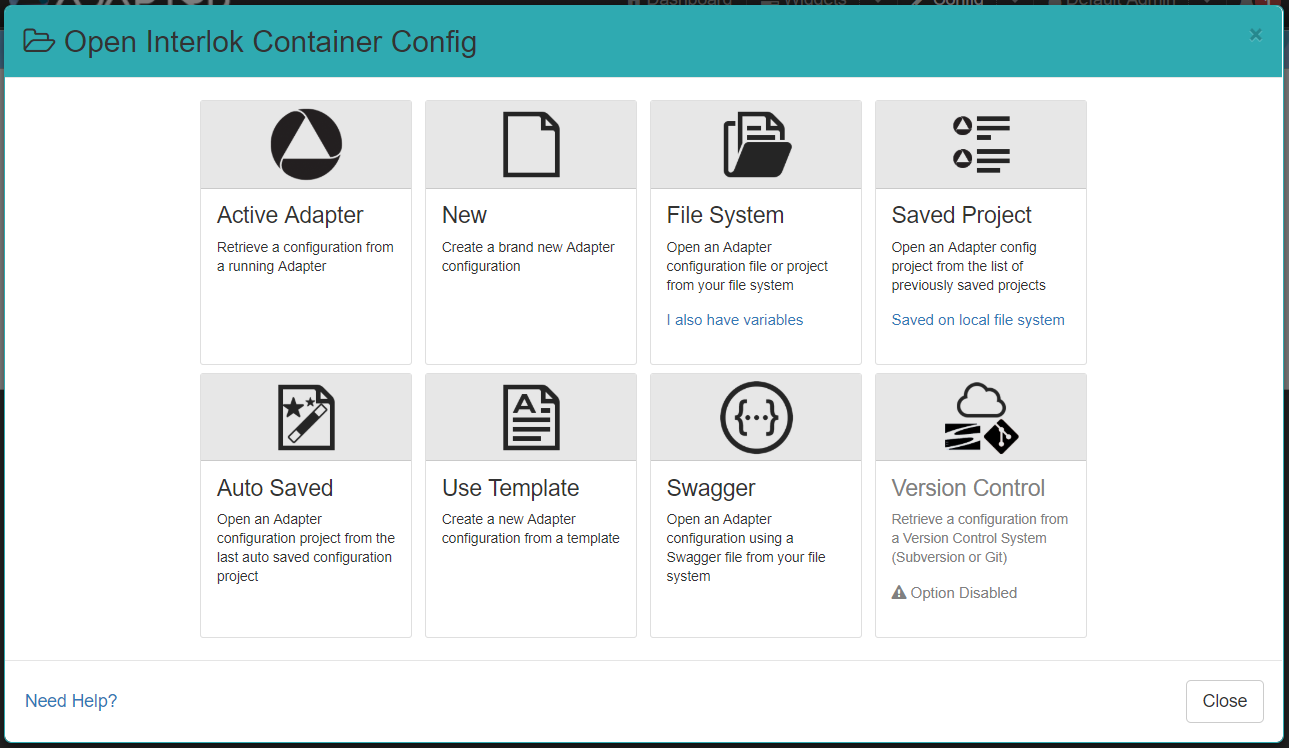 Dashboard Widgets Config Default Admin
Open Interlok Container Config
×
Active Adapter
Retrieve a configuration from
a running Adapter
New
Create a brand new Adapter
configuration
File System
Open an Adapter
configuration file or project
from your file system
I also have variables
Saved Project
Open an Adapter config
project from the list of
previously saved projects
Saved on local file system
Auto Saved
Open an Adapter
configuration project from the
last auto saved configuration
project
Use Template
Create a new Adapter
configuration from a template
Swagger
Open an Adapter
configuration using a
Swagger file from your file
system
Version Control
Retrieve a configuration from
a Version Control System
(Subversion or Git)
Option Disabled
Need Help?
Close